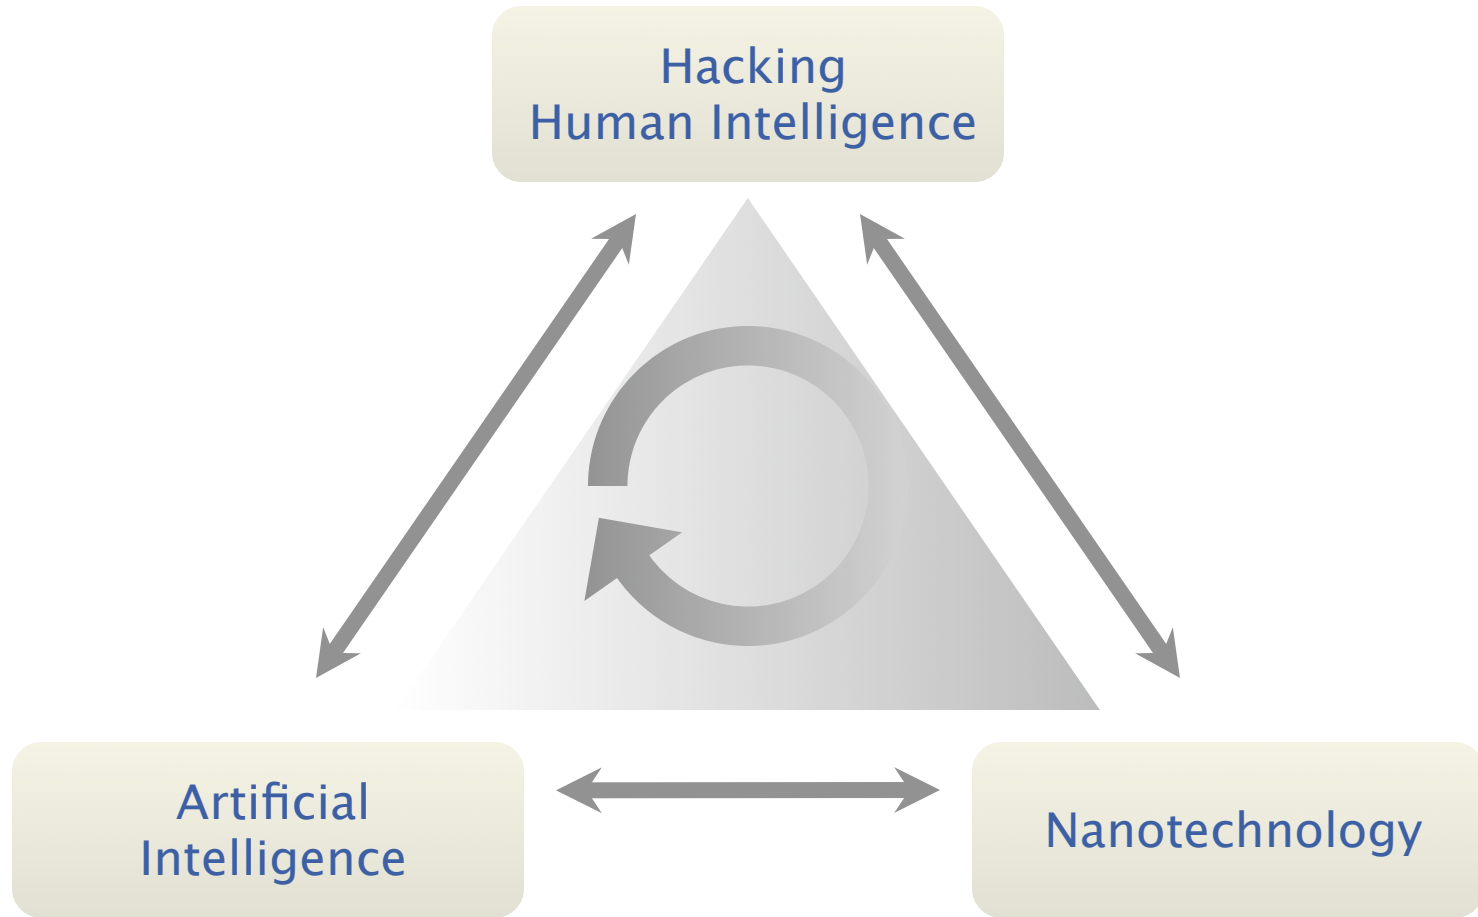 Hacking
Human Intelligence
Artificial
Intelligence
Nanotechnology